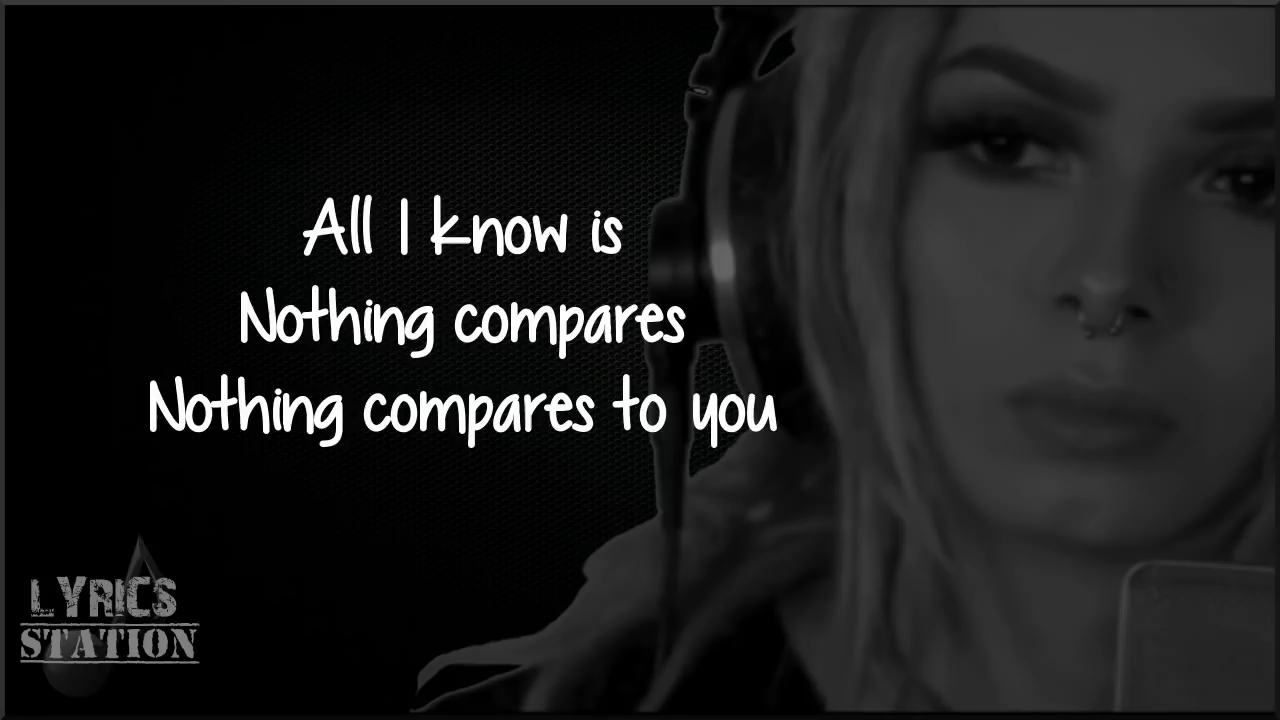 All I know is
Nothing compares
Nothing compares to you
LYRICS
STATION